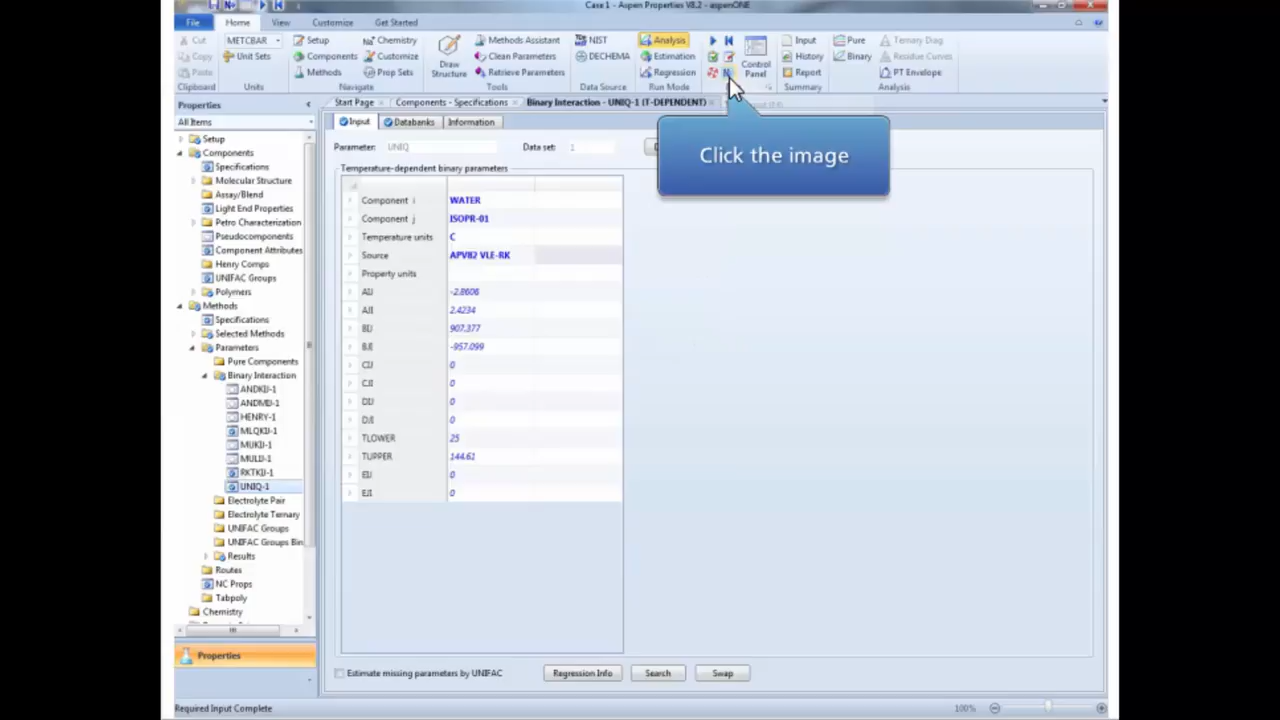 Case 1 - Aspen Properties V8.2 - aspenONE
File Home View Customize Get Started
Cut METCBAR Setup Chemistry Methods Assistant NIST Analysis Input Pure Ternary Diag
Copy Unit Sets Components Customize Draw Structure Clean Parameters DECHEMA Estimation Control Panel History Binary Residue Curves
Paste Methods Prop Sets Retrieve Parameters Regression Report PT Envelope
Clipboard Units Navigate Tools Data Source Run Mode Summary Analysis
Properties
All Items
Start Page Components - Specifications Binary Interaction - UNIQ-1 (T-DEPENDENT)
Input Databanks Information
Parameter: UNIQ Data set: 1
Click the image
Temperature-dependent binary parameters
Setup
Components
Specifications
Molecular Structure
Assay/Blend
Light End Properties
Petro Characterization
Pseudocomponents
Component Attributes
Henry Comps
UNIFAC Groups
Polymers
Methods
Specifications
Selected Methods
Parameters
Pure Components
Binary Interaction
ANDKIJ-1
ANDMIJ-1
HENRY-1
MLQKIJ-1
MUKIJ-1
MULIJ-1
RKTKIJ-1
UNIQ-1
Electrolyte Pair
Electrolyte Ternary
UNIFAC Groups
UNIFAC Groups Bin
Results
Routes
NC Props
Tabpoly
Chemistry
Component i WATER
Component j ISOPR-01
Temperature units C
Source APV82 VLE-RK
Property units
AIJ -2.8608
AJI 2.4234
BIJ 907.377
BJI -957.099
CIJ 0
CJI 0
DIJ 0
DJI 0
TLOWER 25
TUPPER 144.61
EIJ 0
EJI 0
Estimate missing parameters by UNIFAC Regression Info Search Swap
Properties
Required Input Complete 100%